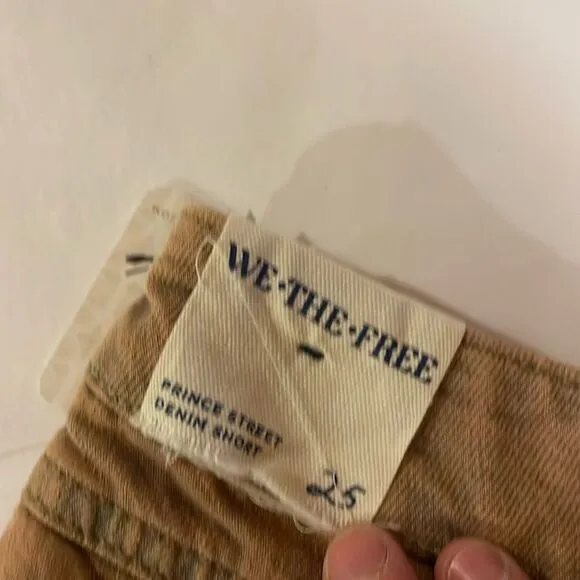 WE·THE·FREE
-
PRINCE STREET
DENIM SHORT
25